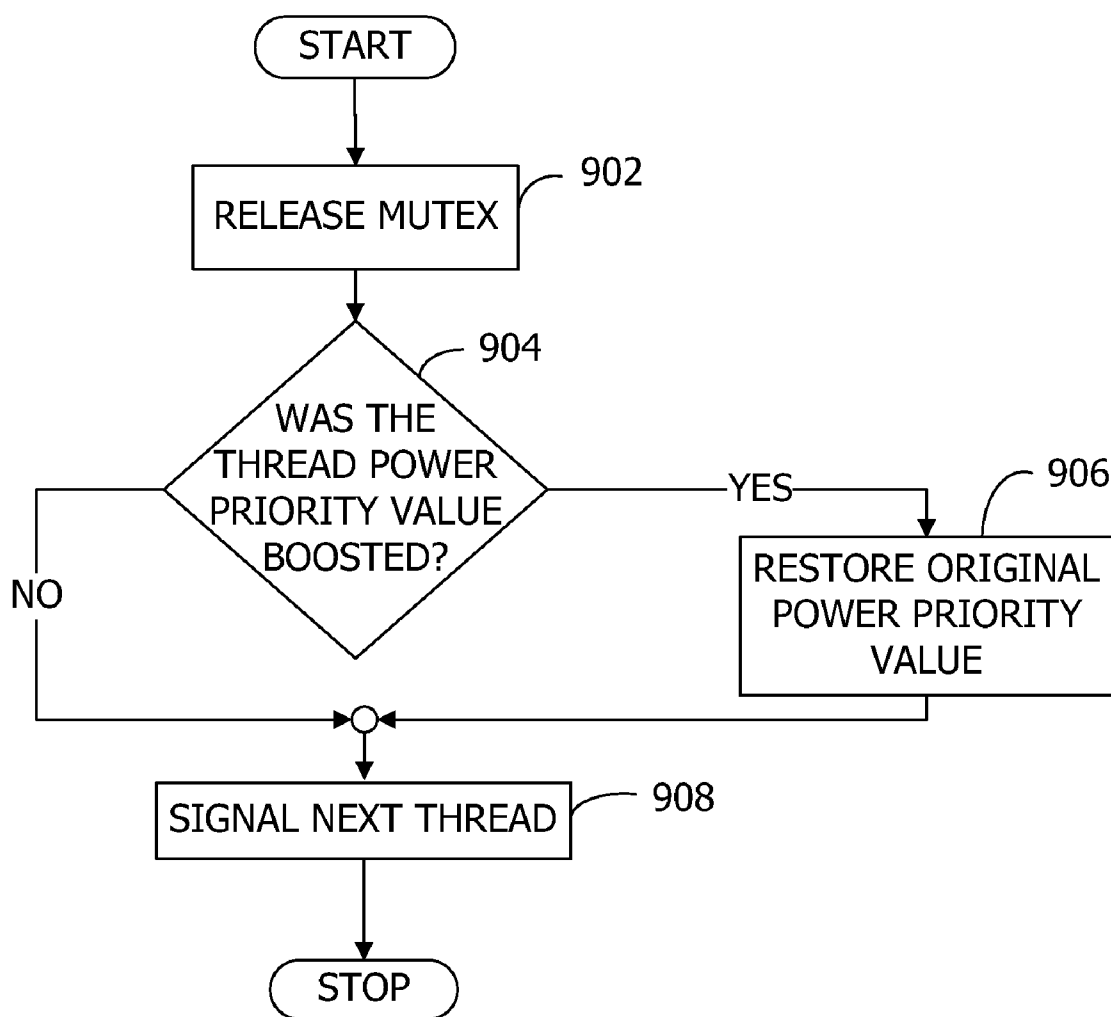 START
RELEASE MUTEX
902
904
WAS THE
THREAD POWER
PRIORITY VALUE
BOOSTED?
YES
906
RESTORE ORIGINAL
POWER PRIORITY
VALUE
NO
SIGNAL NEXT THREAD
908
STOP